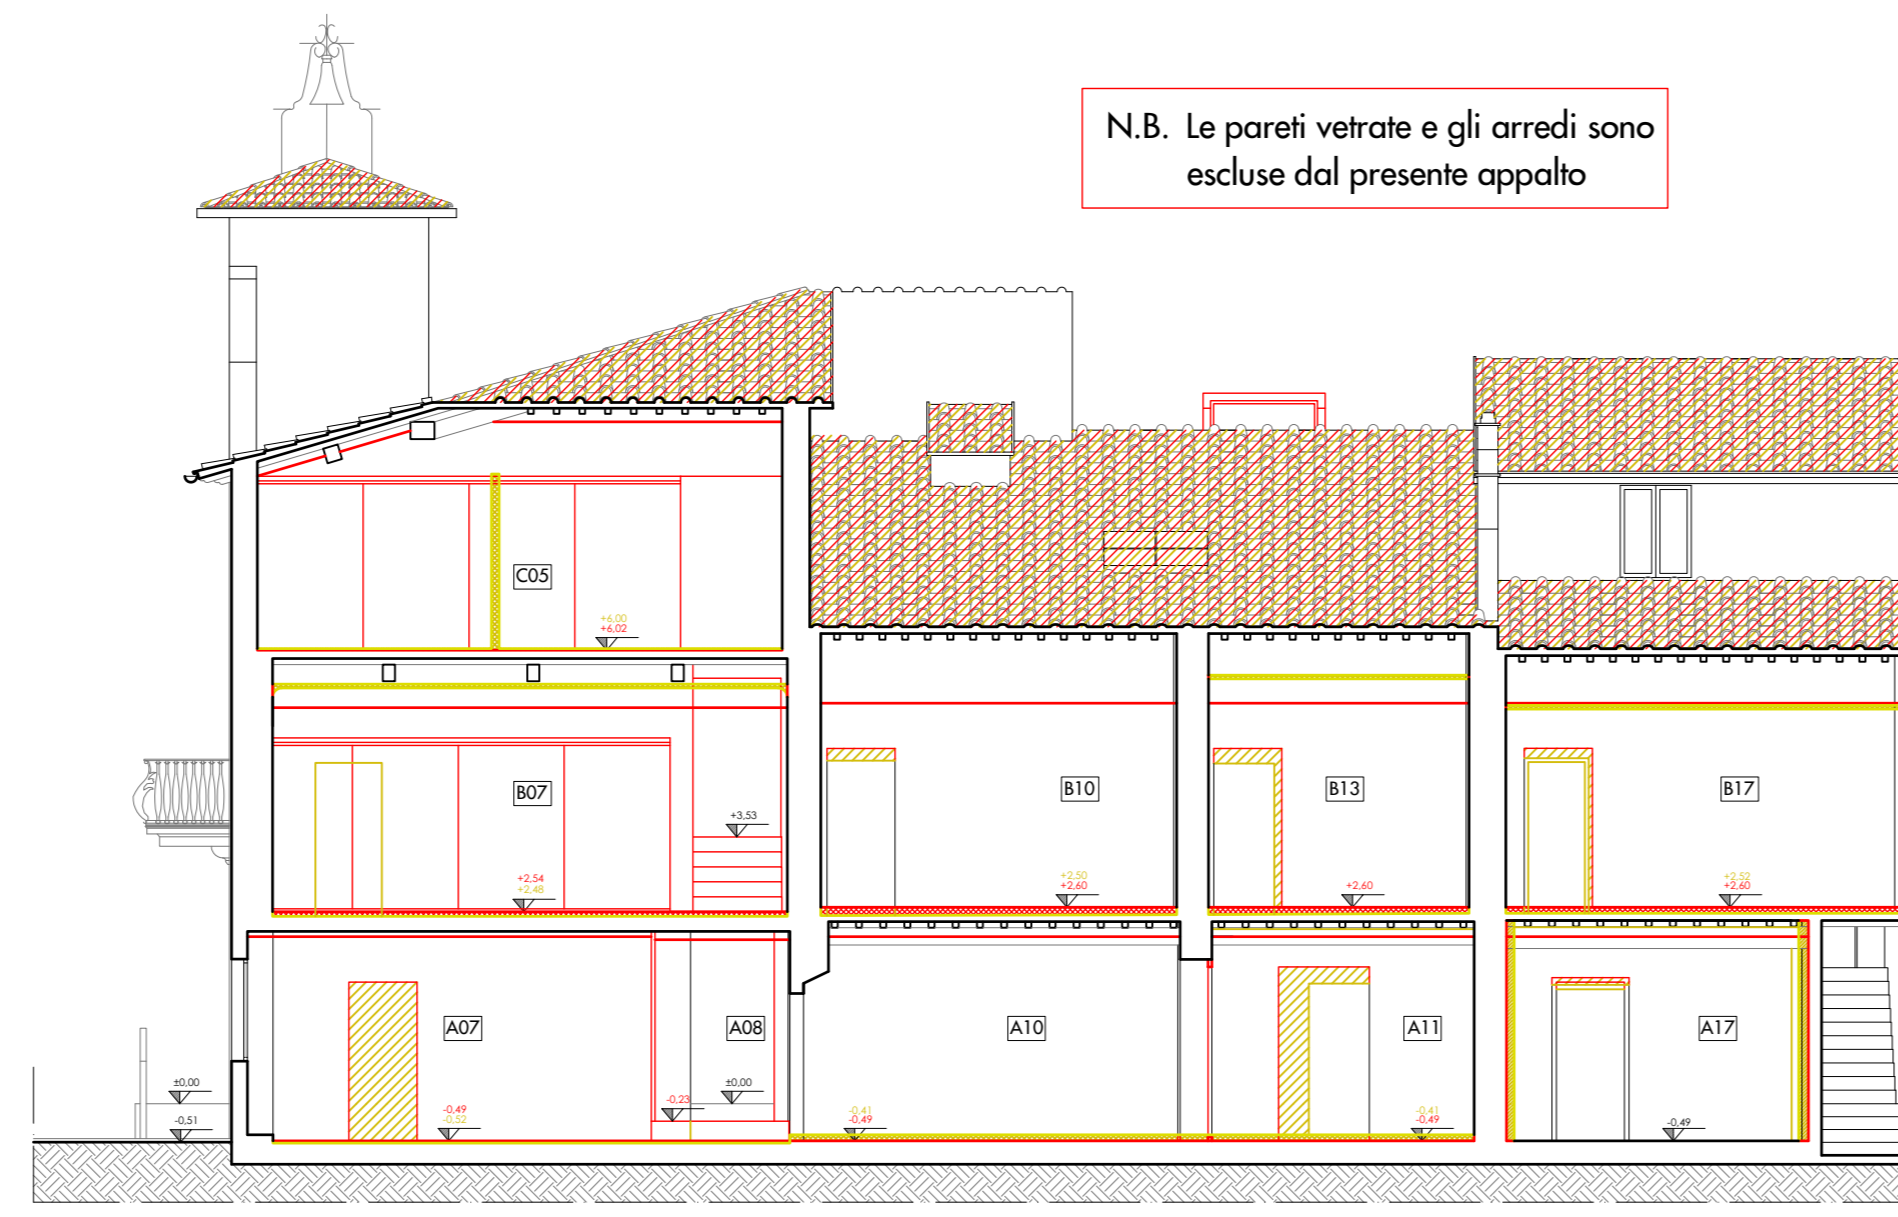 N.B. Le pareti vetrate e gli arredi sono
escluse dal presente appalto
C05
+6,00
+6,02
B07
+3,53
+2,54
+2,48
B10
+2,50
+2,60
B13
+2,60
B17
+2,52
+2,60
A07
-0,49
-0,52
A08
±0,00
-0,23
A10
-0,41
-0,49
A11
-0,41
-0,49
A17
-0,49
±0,00
-0,51